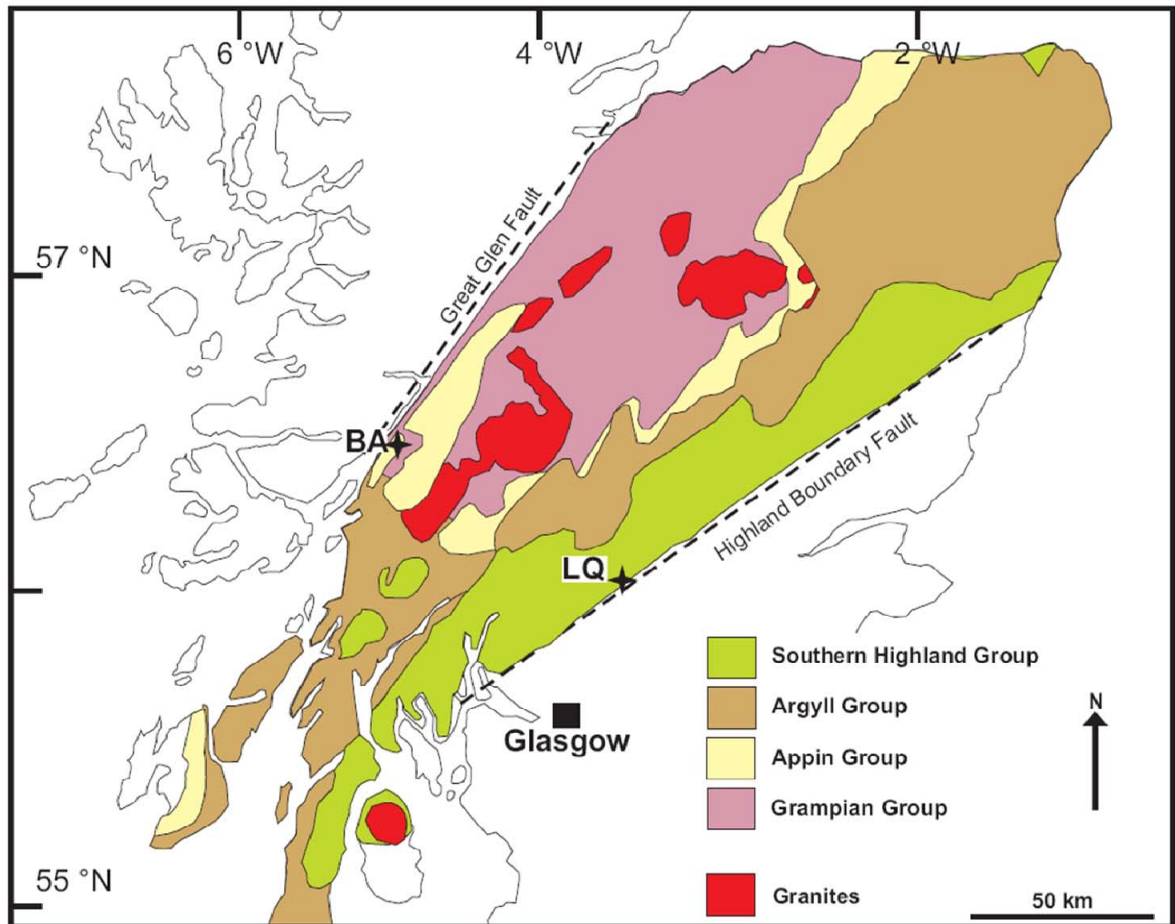 6 °W
4 °W
2 °W
57 °N
Great Glen Fault
BA
Highland Boundary Fault
LQ
Southern Highland Group
Argyll Group
N
Glasgow
Appin Group
Grampian Group
55 °N
Granites
50 km